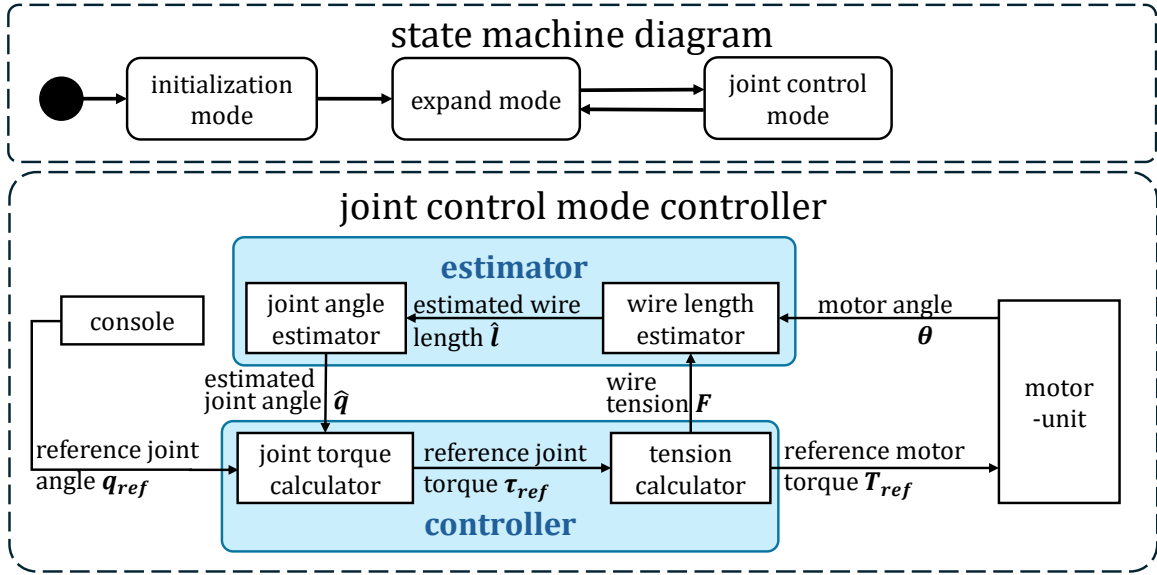 state machine diagram
initialization
mode
expand mode
joint control
mode
joint control mode controller
estimator
console
joint angle
estimator
estimated wire
length l̂
wire length
estimator
motor angle
θ
estimated
joint angle q̂
wire
tension F
motor
-unit
reference joint
angle q_ref
joint torque
calculator
reference joint
torque τ_ref
tension
calculator
reference motor
torque T_ref
controller